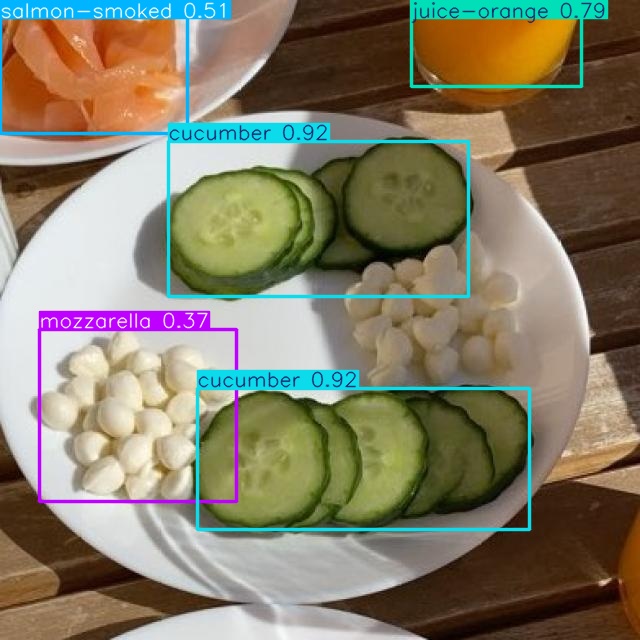 salmon-smoked 0.51
juice-orange 0.79
cucumber 0.92
mozzarella 0.37
cucumber 0.92